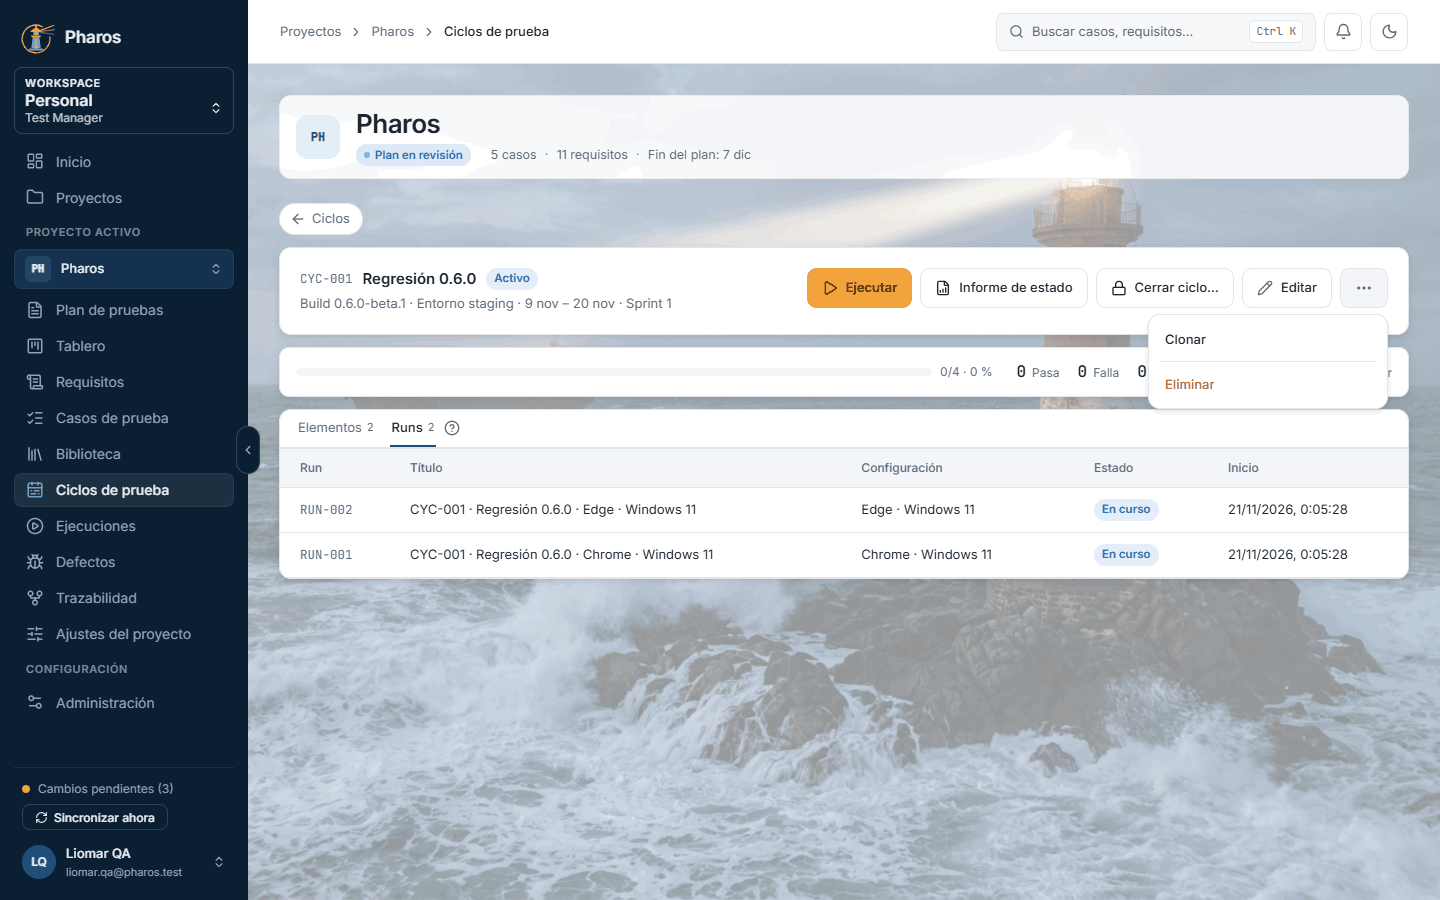 Pharos
WORKSPACE
Personal
Test Manager
Inicio
Proyectos
PROYECTO ACTIVO
PH Pharos
Plan de pruebas
Tablero
Requisitos
Casos de prueba
Biblioteca
Ciclos de prueba
Ejecuciones
Defectos
Trazabilidad
Ajustes del proyecto
CONFIGURACIÓN
Administración
Cambios pendientes (3)
Sincronizar ahora
LQ
Liomar QA
liomar.qa@pharos.test
Proyectos > Pharos > Ciclos de prueba
Buscar casos, requisitos... Ctrl K
PH
Pharos
Plan en revisión 5 casos · 11 requisitos · Fin del plan: 7 dic
Ciclos
CYC-001 Regresión 0.6.0 Activo
Build 0.6.0-beta.1 · Entorno staging · 9 nov – 20 nov · Sprint 1
Ejecutar Informe de estado Cerrar ciclo... Editar
Clonar
Eliminar
0/4 · 0 % 0 Pasa 0 Falla 0
Elementos 2 Runs 2
Run Título Configuración Estado Inicio
RUN-002 CYC-001 · Regresión 0.6.0 · Edge · Windows 11 Edge · Windows 11 En curso 21/11/2026, 0:05:28
RUN-001 CYC-001 · Regresión 0.6.0 · Chrome · Windows 11 Chrome · Windows 11 En curso 21/11/2026, 0:05:28